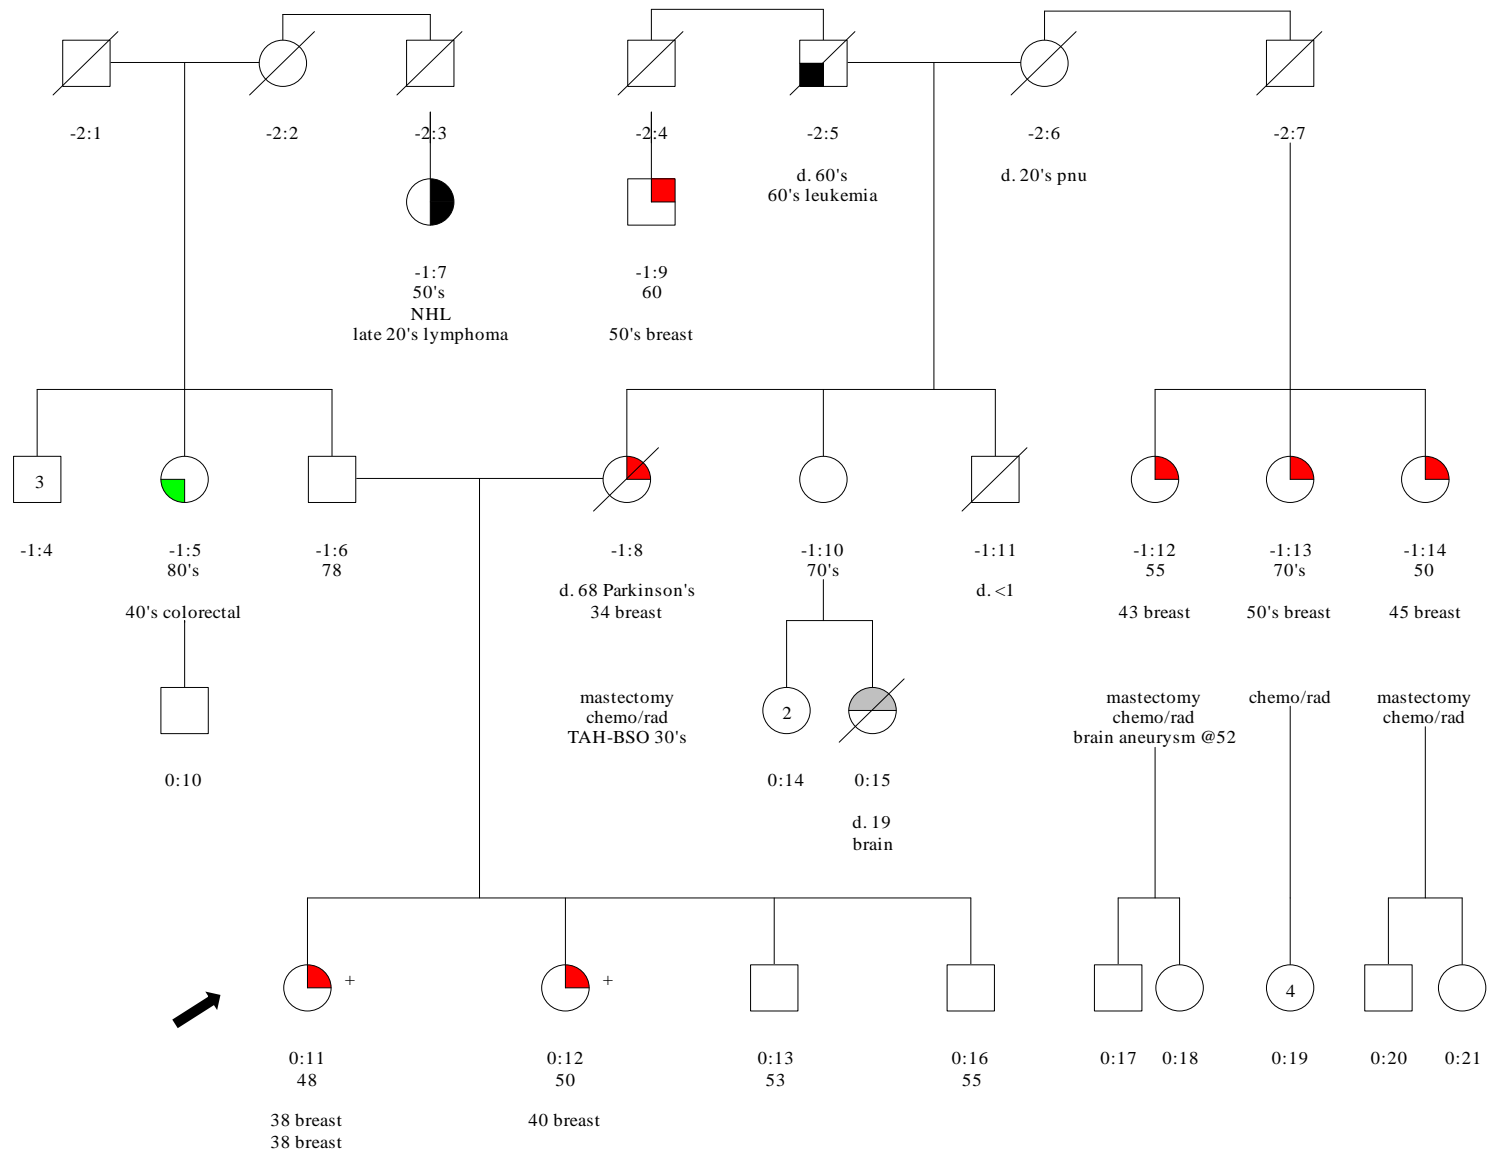 -2:1
-2:2
-2:3
-2:4
-2:5
-2:6
-2:7
d. 60's
60's leukemia
d. 20's pnu
-1:7
50's
NHL
late 20's lymphoma
-1:9
60
50's breast
3
-1:4
-1:5
80's
40's colorectal
-1:6
78
-1:8
d. 68 Parkinson's
34 breast
mastectomy
chemo/rad
TAH-BSO 30's
-1:10
70's
-1:11
d. <1
-1:12
55
43 breast
mastectomy
chemo/rad
brain aneurysm @52
-1:13
70's
50's breast
chemo/rad
-1:14
50
45 breast
mastectomy
chemo/rad
0:10
2
0:14
0:15
d. 19
brain
+
0:11
48
38 breast
38 breast
+
0:12
50
40 breast
0:13
53
0:16
55
0:17
0:18
4
0:19
0:20
0:21